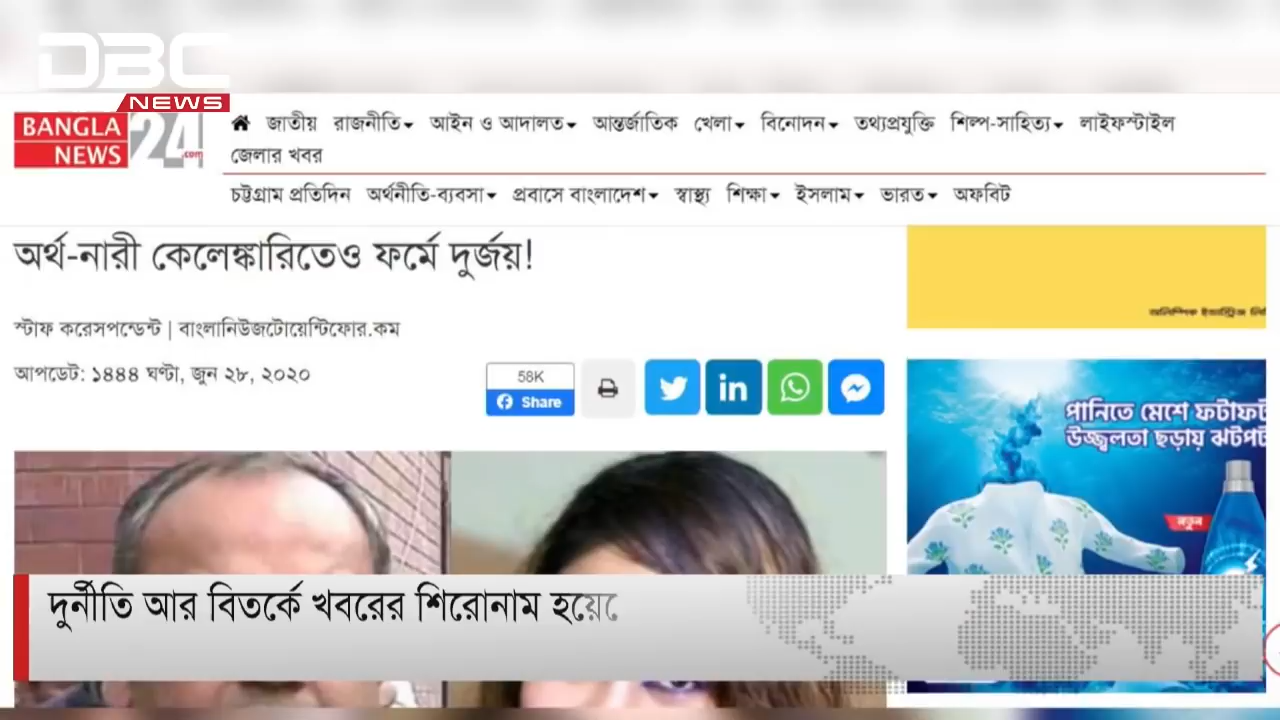 DBC
NEWS
BANGLA
NEWS
24
.com
জাতীয় রাজনীতি আইন ও আদালত আন্তর্জাতিক খেলা বিনোদন তথ্যপ্রযুক্তি শিল্প-সাহিত্য লাইফস্টাইল
জেলার খবর
চট্টগ্রাম প্রতিদিন অর্থনীতি-ব্যবসা প্রবাসে বাংলাদেশ স্বাস্থ্য শিক্ষা ইসলাম ভারত অফবিট
অর্থ-নারী কেলেঙ্কারিতেও ফর্মে দুর্জয়!
স্টাফ করেসপন্ডেন্ট | বাংলানিউজটোয়েন্টিফোর.কম
আপডেট: ১৪৪৪ ঘণ্টা, জুন ২৮, ২০২০
58K
Share
পানিতে মেশে ফটাফট
উজ্জ্বলতা ছড়ায় ঝটপট
নতুন
দুর্নীতি আর বিতর্কে খবরের শিরোনাম হয়েছে